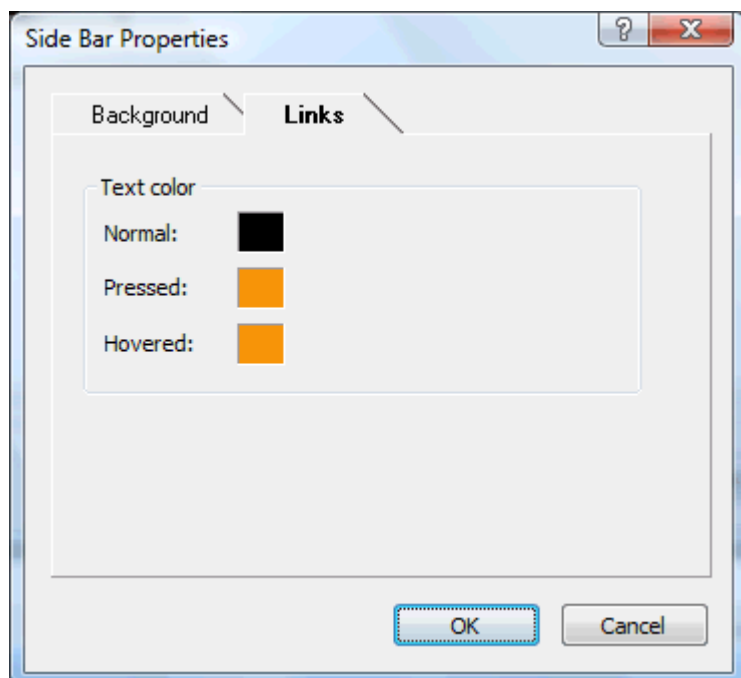 Side Bar Properties
Background Links
Text color
Normal:
Pressed:
Hovered:
OK Cancel